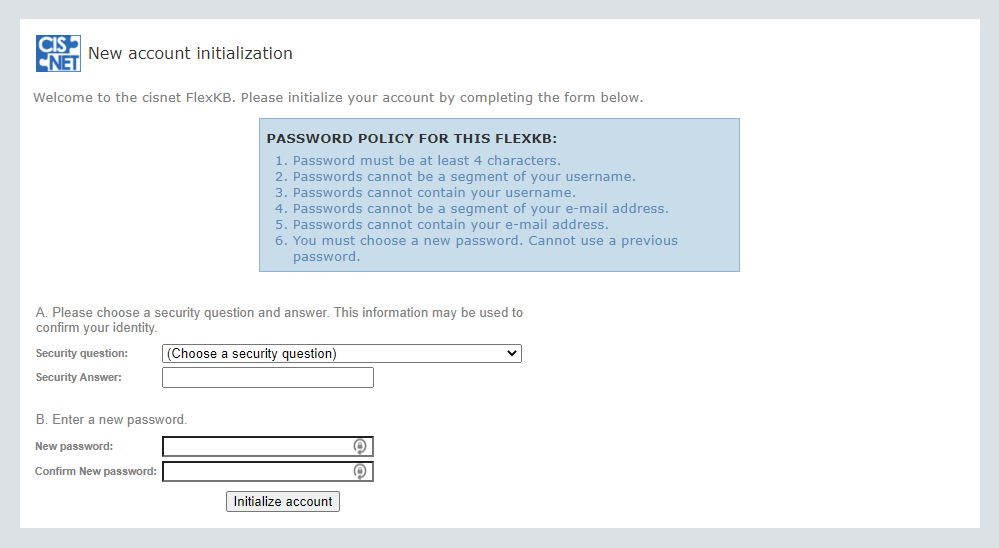 CIS
NET
New account initialization
Welcome to the cisnet FlexKB. Please initialize your account by completing the form below.
PASSWORD POLICY FOR THIS FLEXKB:
1. Password must be at least 4 characters.
2. Passwords cannot be a segment of your username.
3. Passwords cannot contain your username.
4. Passwords cannot be a segment of your e-mail address.
5. Passwords cannot contain your e-mail address.
6. You must choose a new password. Cannot use a previous
password.
A. Please choose a security question and answer. This information may be used to
confirm your identity.
Security question: (Choose a security question)
Security Answer:
B. Enter a new password.
New password:
Confirm New password:
Initialize account